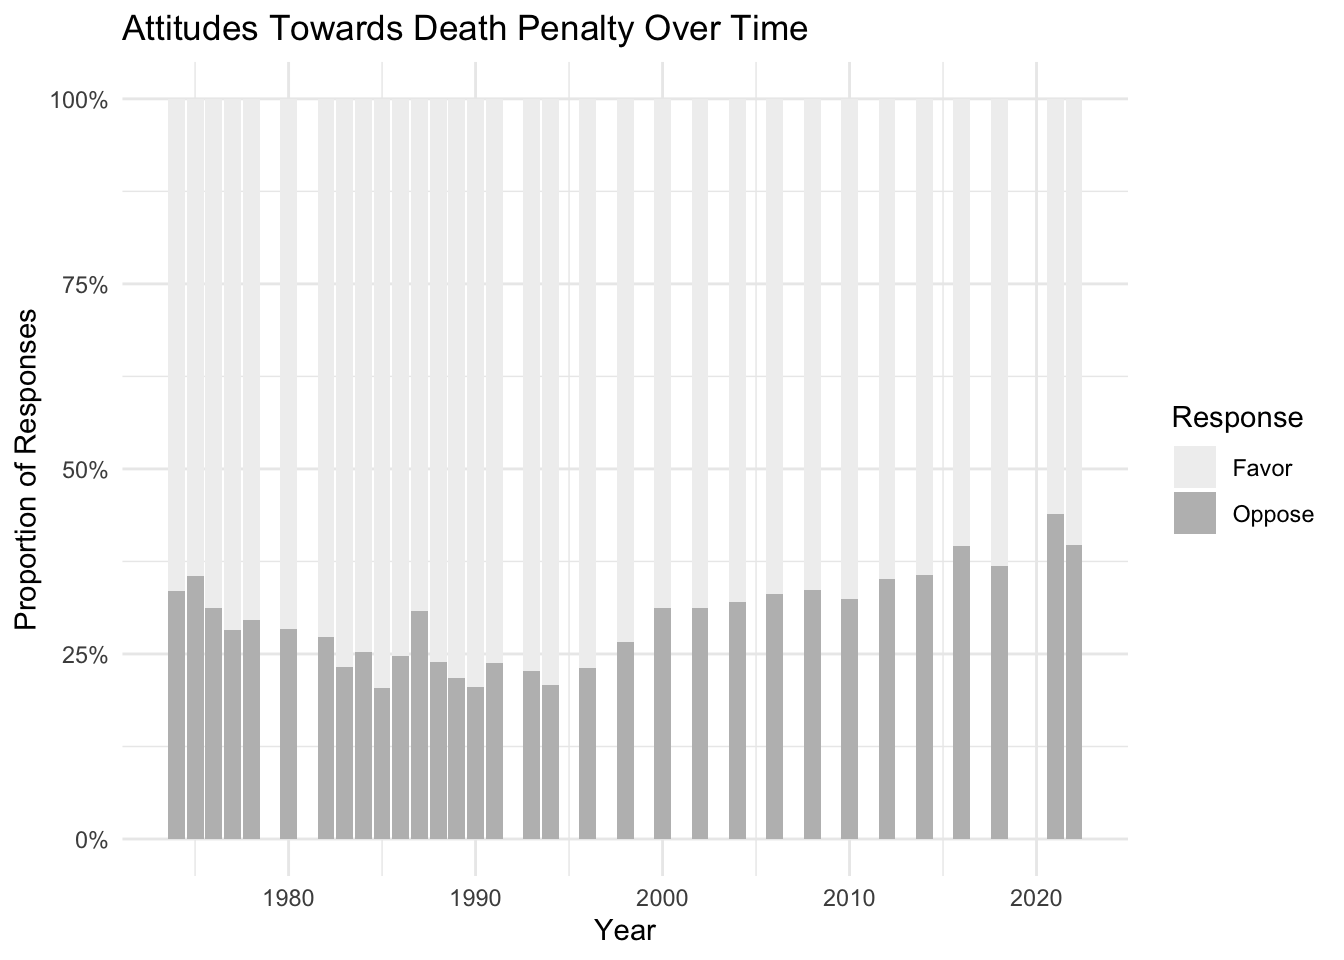 Attitudes Towards Death Penalty Over Time
100%
75%
50%
25%
0%
Proportion of Responses
1980 1990 2000 2010 2020
Year
Response
Favor
Oppose